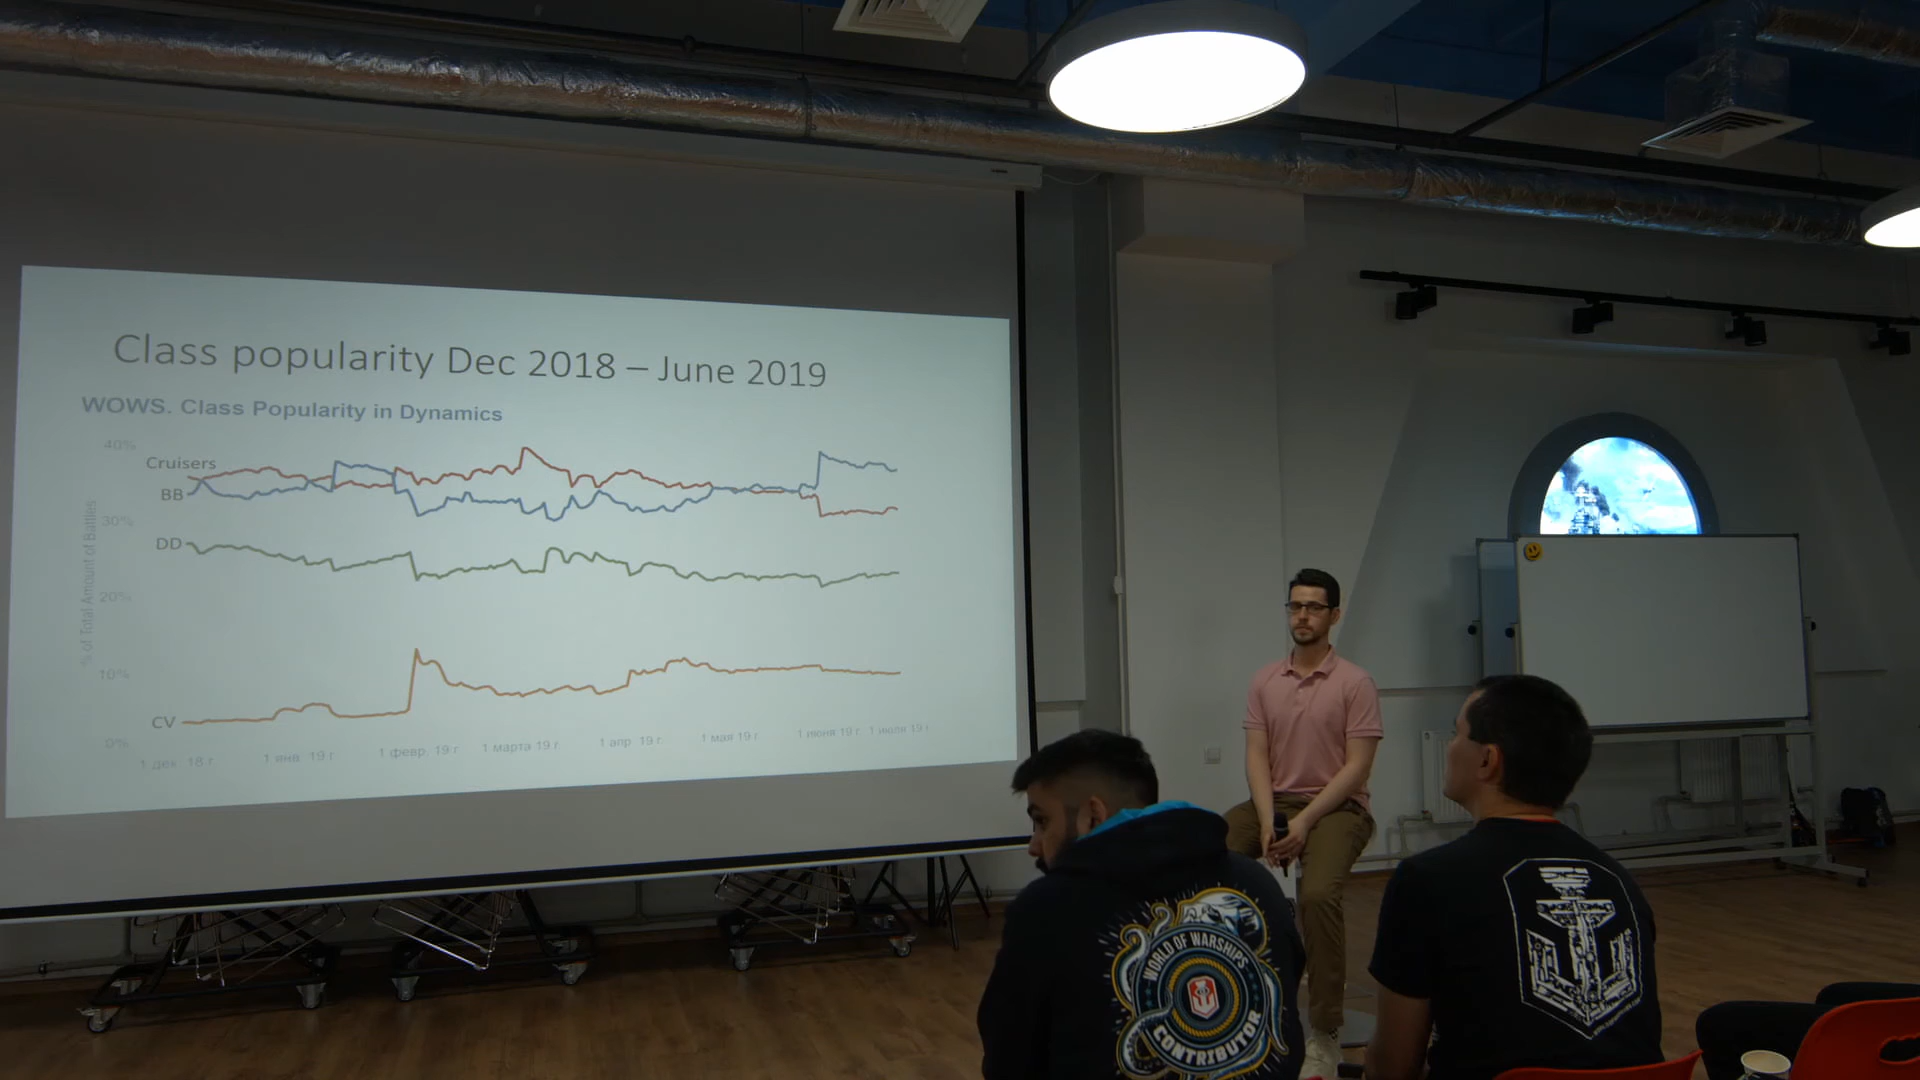 Class popularity Dec 2018 – June 2019
WOWS. Class Popularity in Dynamics
% of Total Amount of Battles
40%
30%
20%
10%
0%
Cruisers
BB
DD
CV
1 дек. 18 г.
1 янв. 19 г.
1 февр. 19 г.
1 марта 19 г.
1 апр. 19 г.
1 мая 19 г.
1 июня 19 г.
1 июля 19 г.
WORLD OF WARSHIPS
CONTRIBUTOR